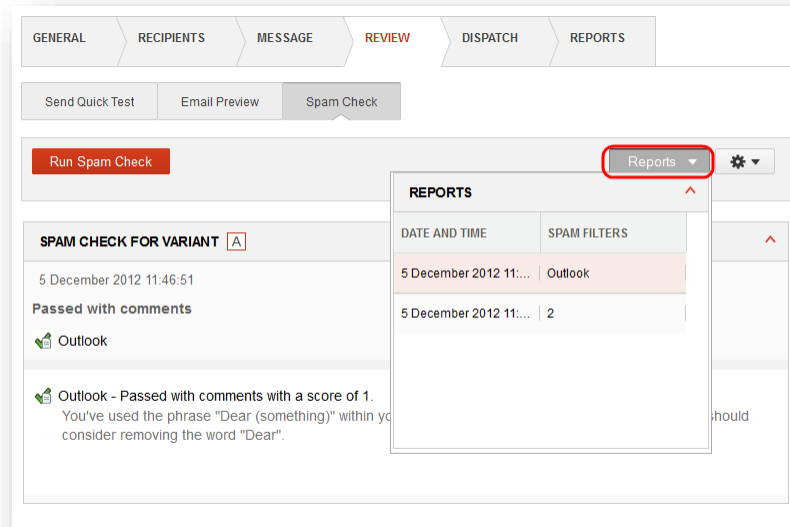 GENERAL RECIPIENTS MESSAGE REVIEW DISPATCH REPORTS
Send Quick Test Email Preview Spam Check
Run Spam Check Reports
REPORTS
DATE AND TIME SPAM FILTERS
5 December 2012 11:... Outlook
5 December 2012 11:... 2
SPAM CHECK FOR VARIANT A
5 December 2012 11:46:51
Passed with comments
Outlook
Outlook - Passed with comments with a score of 1.
You've used the phrase "Dear (something)" within yo should
consider removing the word "Dear".